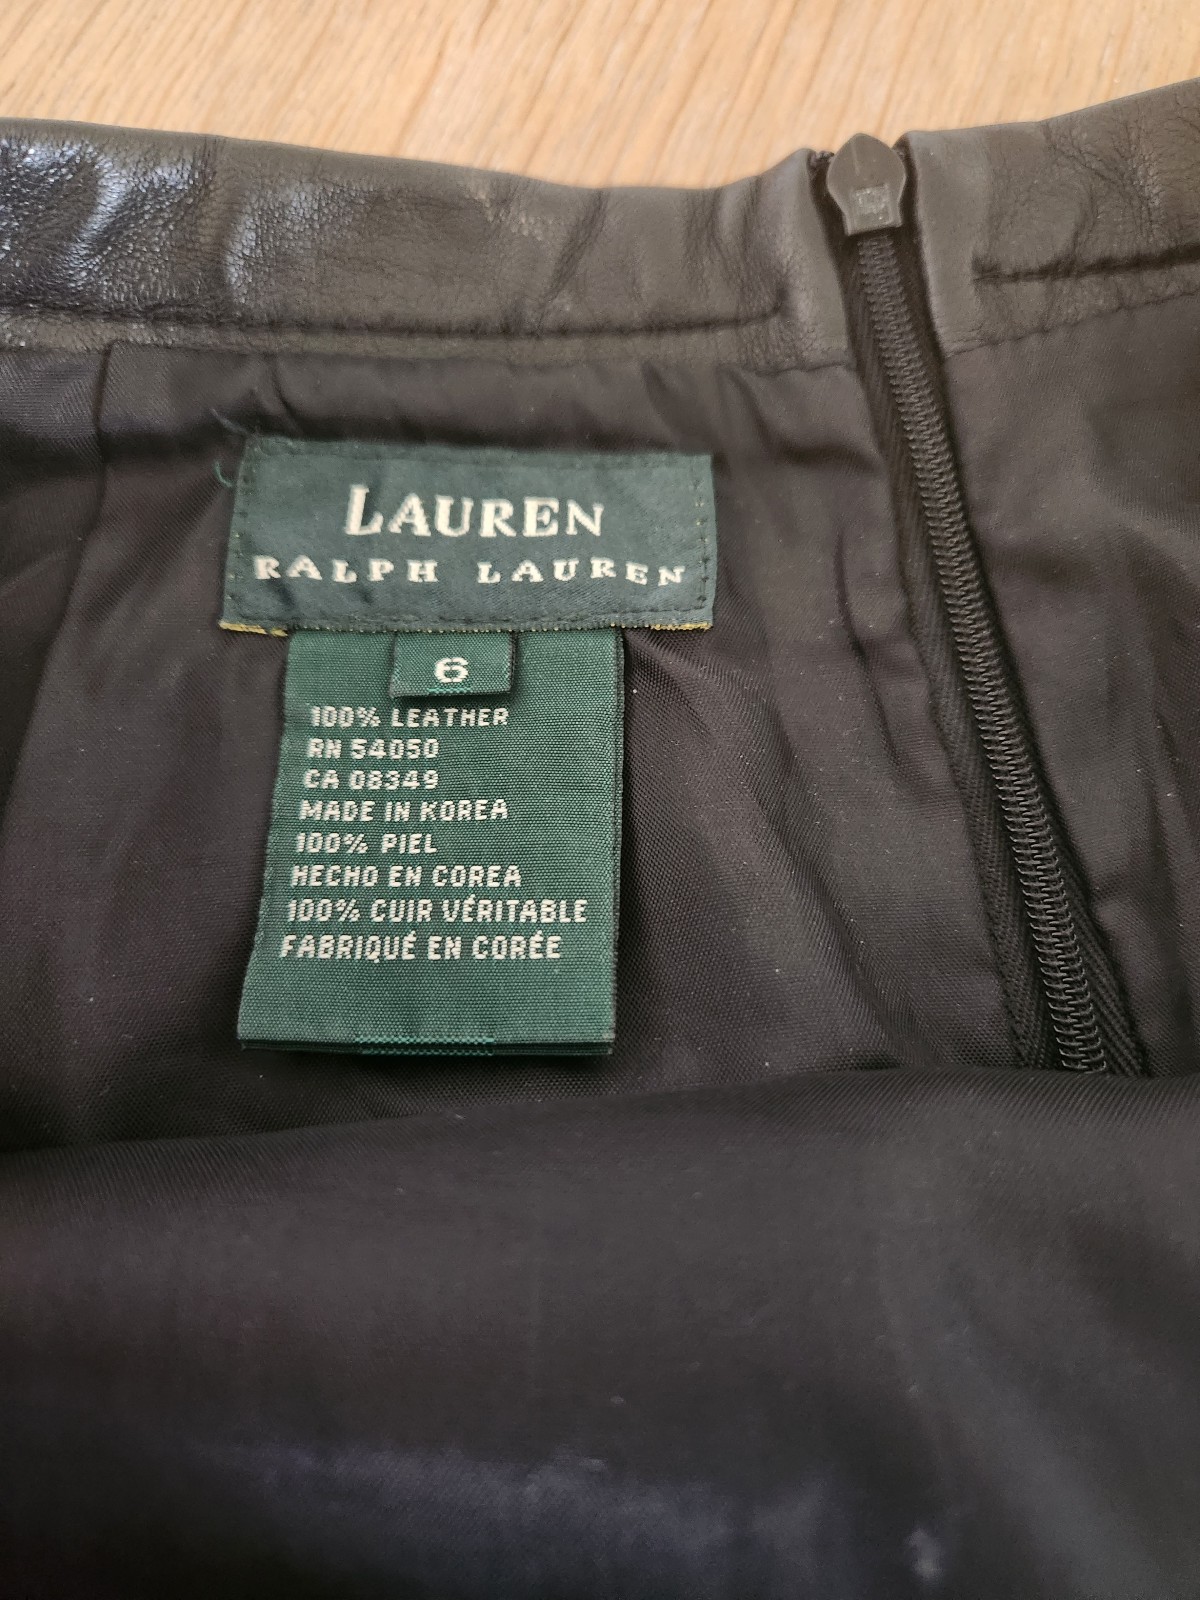 LAUREN
RALPH LAUREN
6
100% LEATHER
RN 54050
CA 08349
MADE IN KOREA
100% PIEL
HECHO EN COREA
100% CUIR VÉRITABLE
FABRIQUÉ EN CORÉE